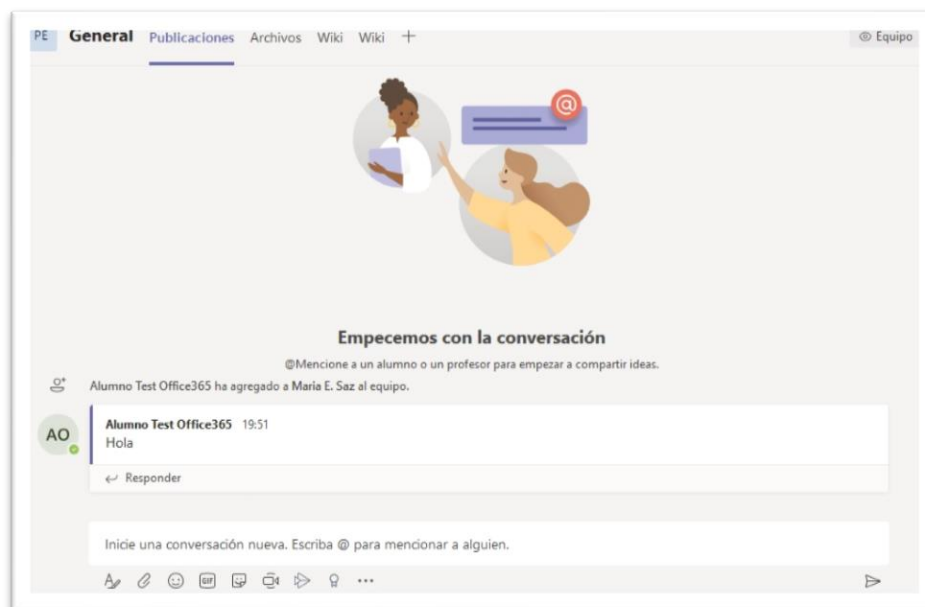 PE General Publicaciones Archivos Wiki Wiki + Equipo
@
Empecemos con la conversación
@Mencione a un alumno o un profesor para empezar a compartir ideas.
Alumno Test Office365 ha agregado a Maria E. Saz al equipo.
AO
Alumno Test Office365 19:51
Hola
Responder
Inicie una conversación nueva. Escriba @ para mencionar a alguien.
GIF